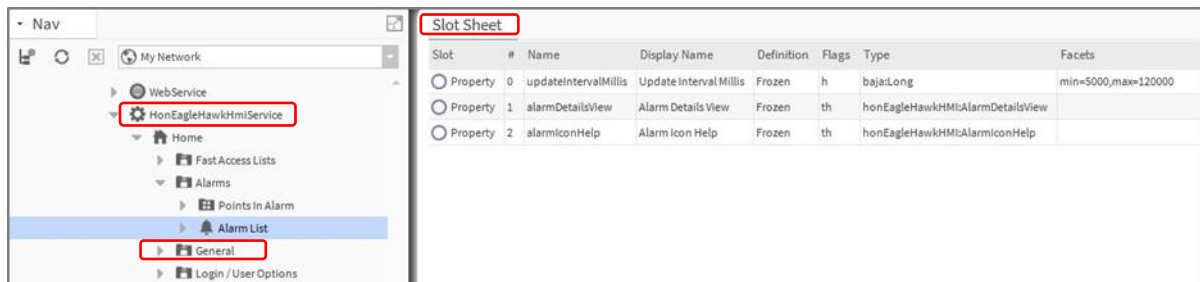 Nav
My Network
WebService
HonEagleHawkHmiService
Home
Fast Access Lists
Alarms
Points In Alarm
Alarm List
General
Login / User Options
Slot Sheet
Slot # Name Display Name Definition Flags Type Facets
Property 0 updateIntervalMillis Update Interval Millis Frozen h baja:Long min=5000,max=120000
Property 1 alarmDetailsView Alarm Details View Frozen th honEagleHawkHMI:AlarmDetailsView
Property 2 alarmIconHelp Alarm Icon Help Frozen th honEagleHawkHMI:AlarmIconHelp